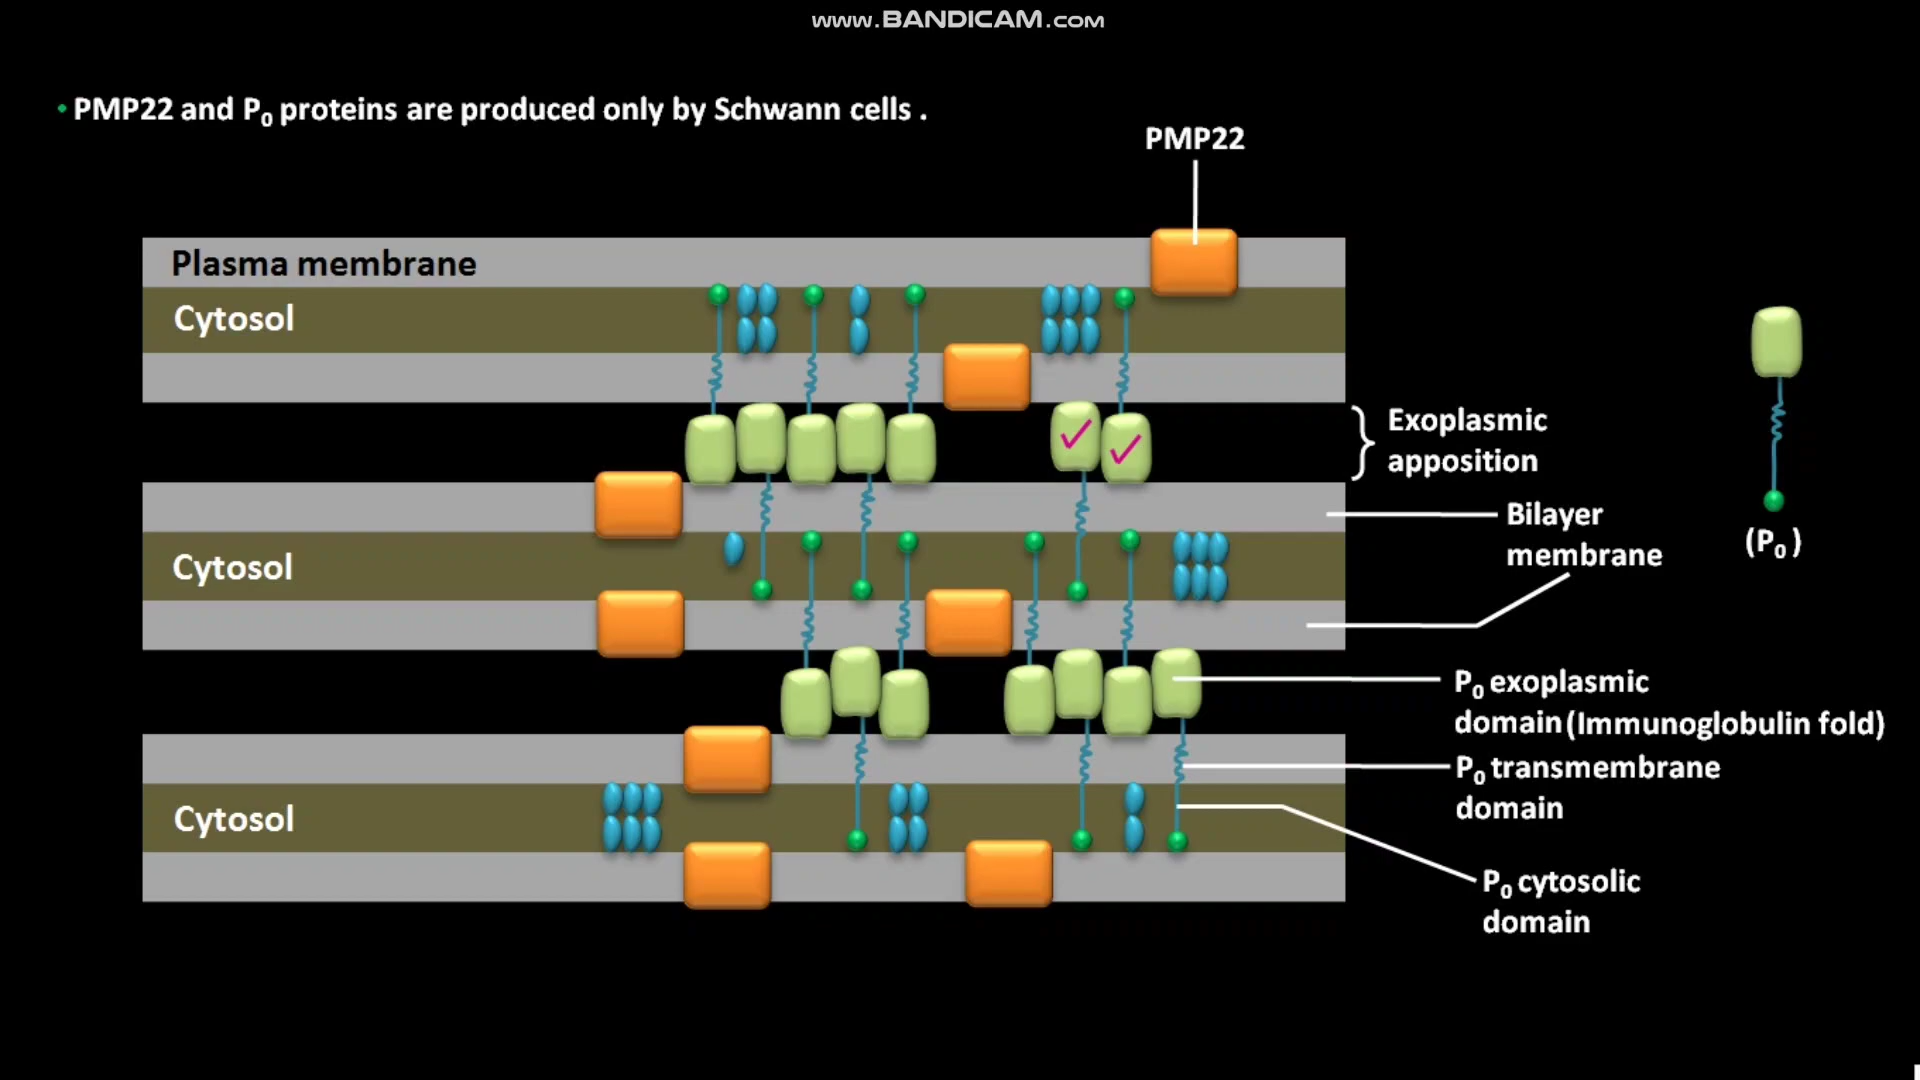 www.BANDICAM.com
• PMP22 and P₀ proteins are produced only by Schwann cells .
PMP22
Plasma membrane
Cytosol
Exoplasmic
apposition
Bilayer
membrane
(P₀)
Cytosol
P₀ exoplasmic
domain (Immunoglobulin fold)
P₀ transmembrane
domain
Cytosol
P₀ cytosolic
domain